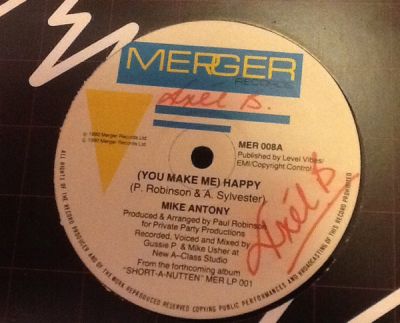 MERGER
RECORDS
Axel B.
℗ 1992 Merger Records Ltd
© 1992 Merger Records Ltd
MER 008A
Published by Level Vibes/
EMI/Copyright Control
(YOU MAKE ME) HAPPY
(P. Robinson & A. Sylvester)
MIKE ANTONY
Produced & Arranged by Paul Robinson
for Private Party Productions
Recorded, Voiced and Mixed by
Gussie P. & Mike Usher at
New A-Class Studio
From the forthcoming album
"SHORT-A-NUTTEN" MER LP 001
Axel B
ALL RIGHTS OF THE RECORD PRODUCER AND OF THE WORK REPRODUCED RESERVED COPYING PUBLIC PERFORMANCES AND BROADCASTING OF THIS RECORD PROHIBITED